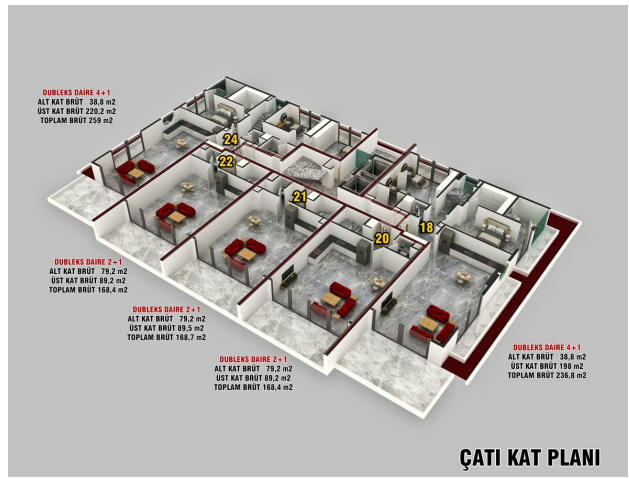 DUBLEKS DAİRE 4+1
ALT KAT BRÜT 38,8 m2
ÜST KAT BRÜT 220,2 m2
TOPLAM BRÜT 259 m2
24
22
21
20
18
DUBLEKS DAİRE 2+1
ALT KAT BRÜT 79,2 m2
ÜST KAT BRÜT 89,2 m2
TOPLAM BRÜT 168,4 m2
DUBLEKS DAİRE 2+1
ALT KAT BRÜT 79,2 m2
ÜST KAT BRÜT 89,5 m2
TOPLAM BRÜT 168,7 m2
DUBLEKS DAİRE 2+1
ALT KAT BRÜT 79,2 m2
ÜST KAT BRÜT 89,2 m2
TOPLAM BRÜT 168,4 m2
DUBLEKS DAİRE 4+1
ALT KAT BRÜT 38,8 m2
ÜST KAT BRÜT 198 m2
TOPLAM BRÜT 236,8 m2
ÇATI KAT PLANI